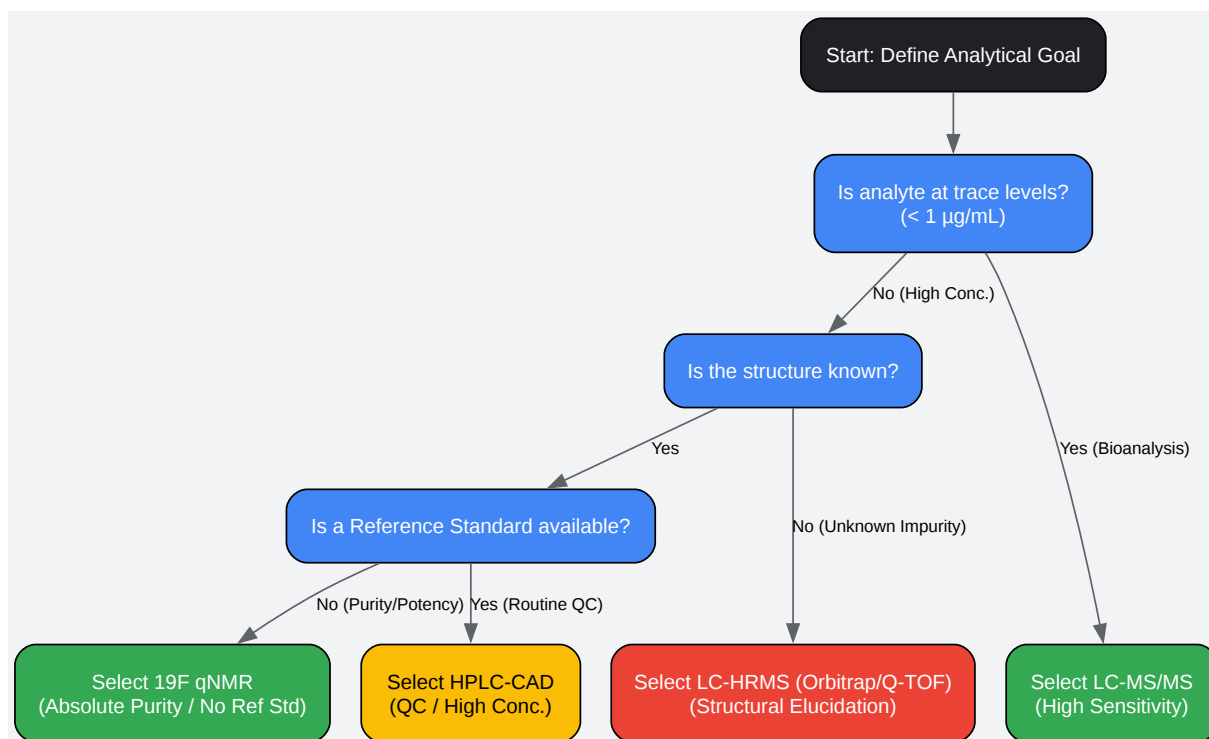 Start: Define Analytical Goal
Is analyte at trace levels?
(< 1 µg/mL)
No (High Conc.)
Is the structure known?
Yes
Yes (Bioanalysis)
Is a Reference Standard available?
No (Unknown Impurity)
No (Purity/Potency)
Yes (Routine QC)
Select 19F qNMR
(Absolute Purity / No Ref Std)
Select HPLC-CAD
(QC / High Conc.)
Select LC-HRMS (Orbitrap/Q-TOF)
(Structural Elucidation)
Select LC-MS/MS
(High Sensitivity)